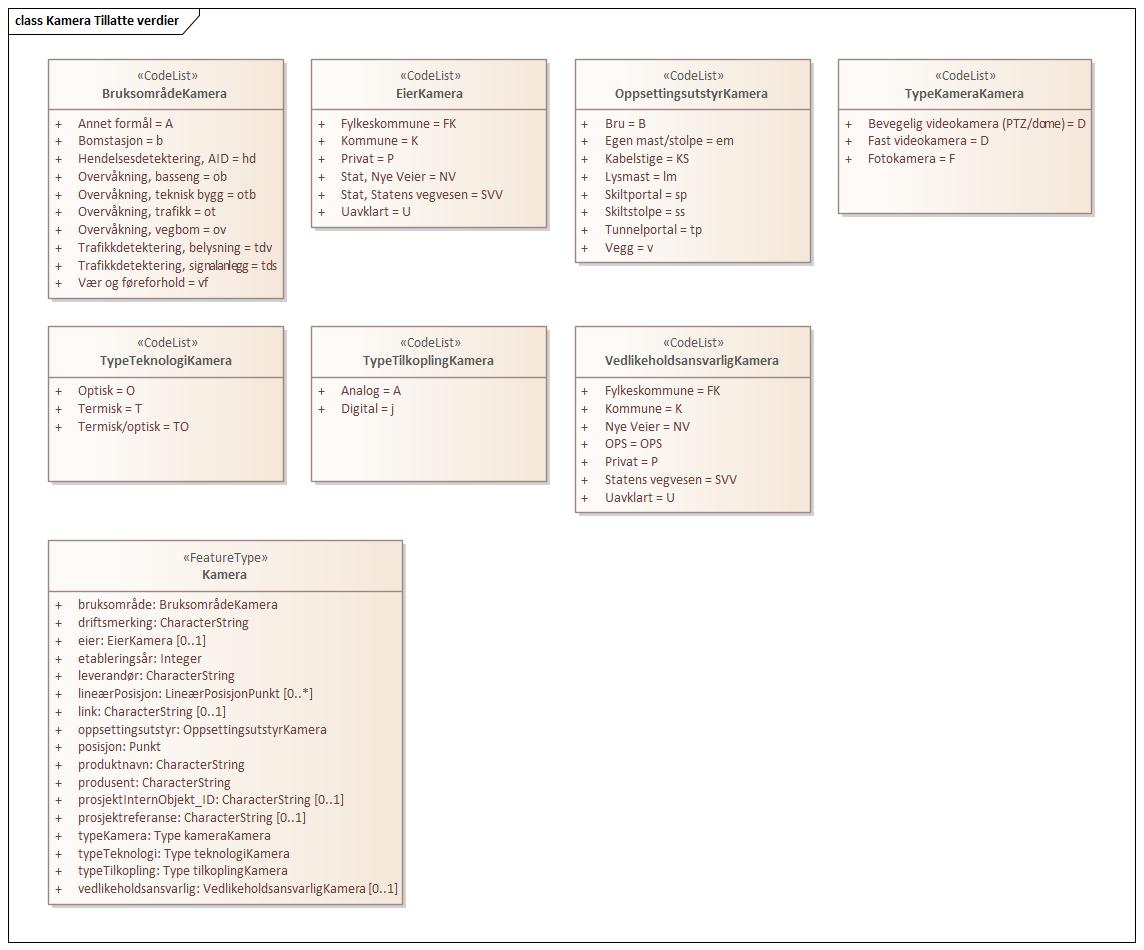 class Kamera Tillatte verdier
«CodeList»
BruksområdeKamera
+ Annet formål = A
+ Bomstasjon = b
+ Hendelsesdetektering, AID = hd
+ Overvåkning, basseng = ob
+ Overvåkning, teknisk bygg = otb
+ Overvåkning, trafikk = ot
+ Overvåkning, vegbom = ov
+ Trafikkdetektering, belysning = tdv
+ Trafikkdetektering, signalanlegg = tds
+ Vær og føreforhold = vf
«CodeList»
EierKamera
+ Fylkeskommune = FK
+ Kommune = K
+ Privat = P
+ Stat, Nye Veier = NV
+ Stat, Statens vegvesen = SVV
+ Uavklart = U
«CodeList»
OppsettingsutstyrKamera
+ Bru = B
+ Egen mast/stolpe = em
+ Kabelstige = KS
+ Lysmast = lm
+ Skiltportal = sp
+ Skiltstolpe = ss
+ Tunnelportal = tp
+ Vegg = v
«CodeList»
TypeKameraKamera
+ Bevegelig videokamera (PTZ/dome) = D
+ Fast videokamera = D
+ Fotokamera = F
«CodeList»
TypeTeknologiKamera
+ Optisk = O
+ Termisk = T
+ Termisk/optisk = TO
«CodeList»
TypeTilkoplingKamera
+ Analog = A
+ Digital = j
«CodeList»
VedlikeholdsansvarligKamera
+ Fylkeskommune = FK
+ Kommune = K
+ Nye Veier = NV
+ OPS = OPS
+ Privat = P
+ Statens vegvesen = SVV
+ Uavklart = U
«FeatureType»
Kamera
+ bruksområde: BruksområdeKamera
+ driftsmerking: CharacterString
+ eier: EierKamera [0..1]
+ etableringsår: Integer
+ leverandør: CharacterString
+ lineærPosisjon: LineærPosisjonPunkt [0..*]
+ link: CharacterString [0..1]
+ oppsettingsutstyr: OppsettingsutstyrKamera
+ posisjon: Punkt
+ produktnavn: CharacterString
+ produsent: CharacterString
+ prosjektInternObjekt_ID: CharacterString [0..1]
+ prosjektreferanse: CharacterString [0..1]
+ typeKamera: Type kameraKamera
+ typeTeknologi: Type teknologiKamera
+ typeTilkopling: Type tilkoplingKamera
+ vedlikeholdsansvarlig: VedlikeholdsansvarligKamera [0..1]